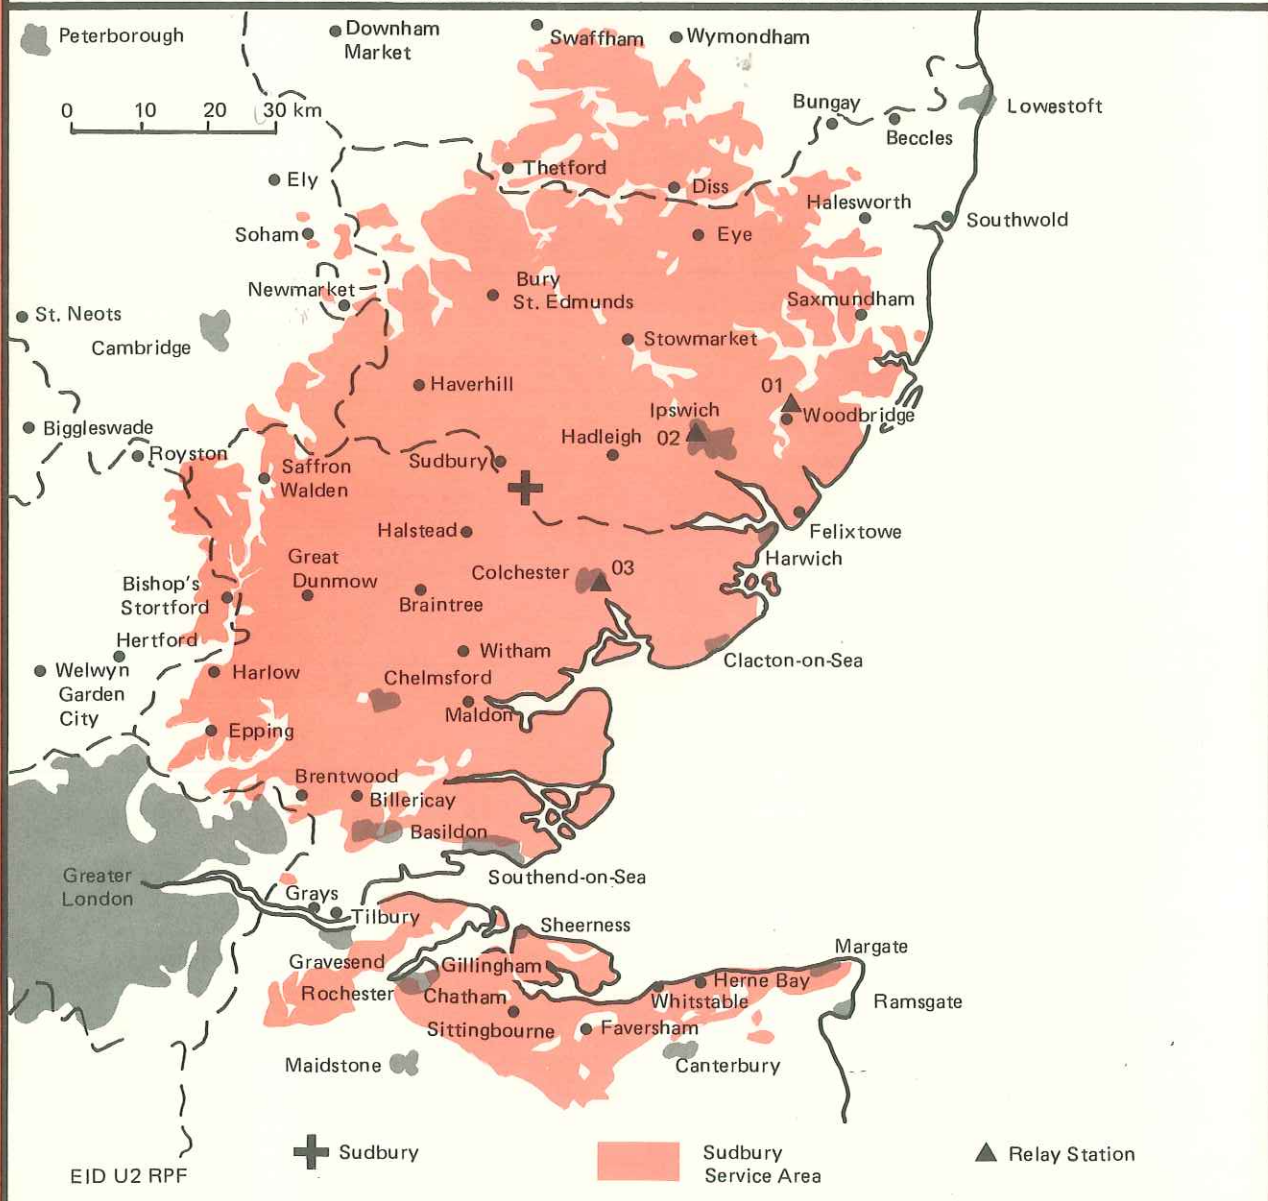 Peterborough
Downham
Market
Swaffham
Wymondham
0 10 20 30 km
Bungay
Lowestoft
Beccles
Ely
Thetford
Diss
Halesworth
Southwold
Soham
Eye
Newmarket
Bury
St. Edmunds
Saxmundham
St. Neots
Cambridge
Stowmarket
Haverhill
01
Woodbridge
Ipswich
02
Hadleigh
Biggleswade
Royston
Saffron
Walden
Sudbury
Halstead
Felixtowe
Harwich
Great
Dunmow
Colchester
03
Bishop's
Stortford
Braintree
Hertford
Witham
Clacton-on-Sea
Welwyn
Garden
City
Harlow
Chelmsford
Maldon
Epping
Brentwood
Billericay
Basildon
Greater
London
Southend-on-Sea
Grays
Tilbury
Sheerness
Gravesend
Gillingham
Margate
Herne Bay
Rochester
Chatham
Whitstable
Ramsgate
Sittingbourne
Faversham
Maidstone
Canterbury
Sudbury
Sudbury
Service Area
Relay Station
EID U2 RPF